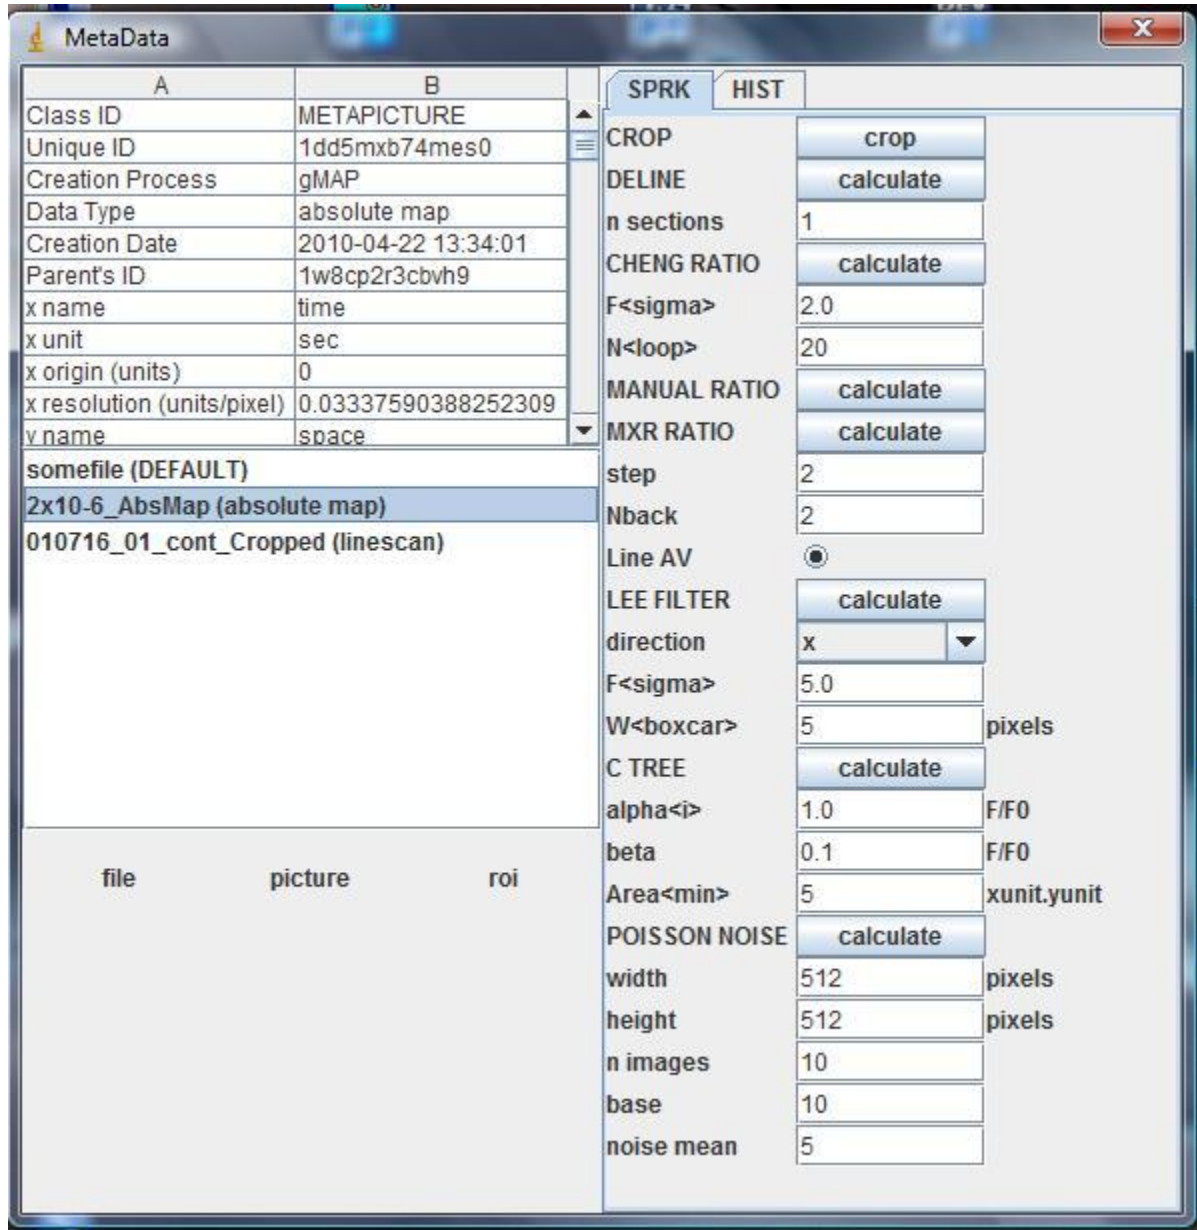 MetaData
A B
Class ID METAPICTURE
Unique ID 1dd5mxb74mes0
Creation Process gMAP
Data Type absolute map
Creation Date 2010-04-22 13:34:01
Parent's ID 1w8cp2r3cbvh9
x name time
x unit sec
x origin (units) 0
x resolution (units/pixel) 0.03337590388252309
y name space
somefile (DEFAULT)
2x10-6_AbsMap (absolute map)
010716_01_cont_Cropped (linescan)
file picture roi
SPRK HIST
CROP crop
DELINE calculate
n sections 1
CHENG RATIO calculate
F<sigma> 2.0
N<loop> 20
MANUAL RATIO calculate
MXR RATIO calculate
step 2
Nback 2
Line AV
LEE FILTER calculate
direction x
F<sigma> 5.0
W<boxcar> 5 pixels
C TREE calculate
alpha<i> 1.0 F/F0
beta 0.1 F/F0
Area<min> 5 xunit.yunit
POISSON NOISE calculate
width 512 pixels
height 512 pixels
n images 10
base 10
noise mean 5